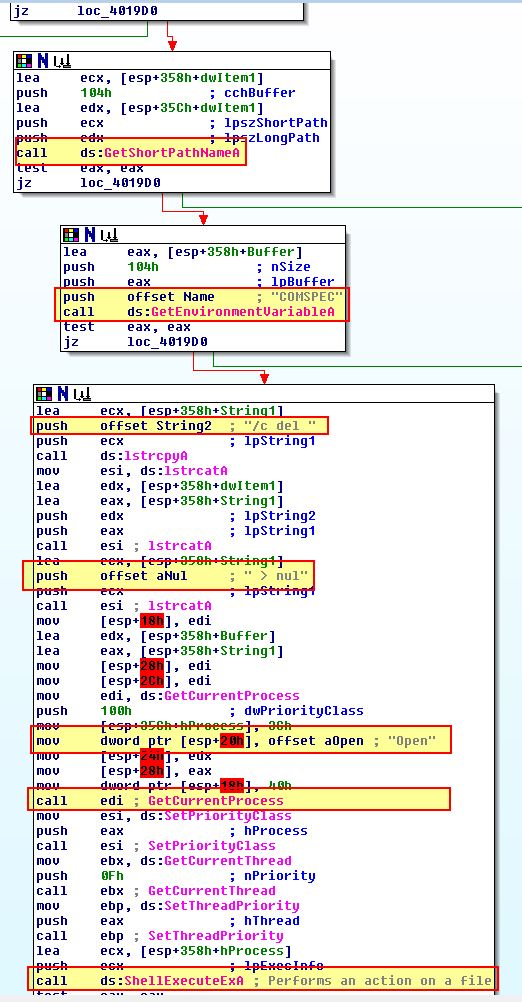 jz loc_4019D0
N
lea ecx, [esp+358h+dwItem1]
push 104h ; cchBuffer
lea edx, [esp+35Ch+dwItem1]
push ecx ; lpszShortPath
push edx ; lpszLongPath
call ds:GetShortPathNameA
test eax, eax
jz loc_4019D0
N
lea eax, [esp+358h+Buffer]
push 104h ; nSize
push eax ; lpBuffer
push offset Name ; "COMSPEC"
call ds:GetEnvironmentVariableA
test eax, eax
jz loc_4019D0
N
lea ecx, [esp+358h+String1]
push offset String2 ; "/c del "
push ecx ; lpString1
call ds:lstrcpyA
mov esi, ds:lstrcatA
lea edx, [esp+358h+dwItem1]
lea eax, [esp+358h+String1]
push edx ; lpString2
push eax ; lpString1
call esi ; lstrcatA
lea ecx, [esp+358h+String1]
push offset aNul ; " > nul"
push ecx ; lpString1
call esi ; lstrcatA
mov [esp+18h], edi
lea edx, [esp+358h+Buffer]
lea eax, [esp+358h+String1]
mov [esp+28h], edi
mov [esp+2Ch], edi
mov edi, ds:GetCurrentProcess
push 100h ; dwPriorityClass
mov [esp+35Ch+hProcess], 3Ch
mov dword ptr [esp+20h], offset aOpen ; "Open"
mov [esp+24h], edx
mov [esp+28h], eax
mov dword ptr [esp+18h], 40h
call edi ; GetCurrentProcess
mov esi, ds:SetPriorityClass
push eax ; hProcess
call esi ; SetPriorityClass
mov ebx, ds:GetCurrentThread
push 0Fh ; nPriority
call ebx ; GetCurrentThread
mov ebp, ds:SetThreadPriority
push eax ; hThread
call ebp ; SetThreadPriority
lea ecx, [esp+358h+hProcess]
push ecx ; lpExecInfo
call ds:ShellExecuteExA ; Performs an action on a file
test eax, eax